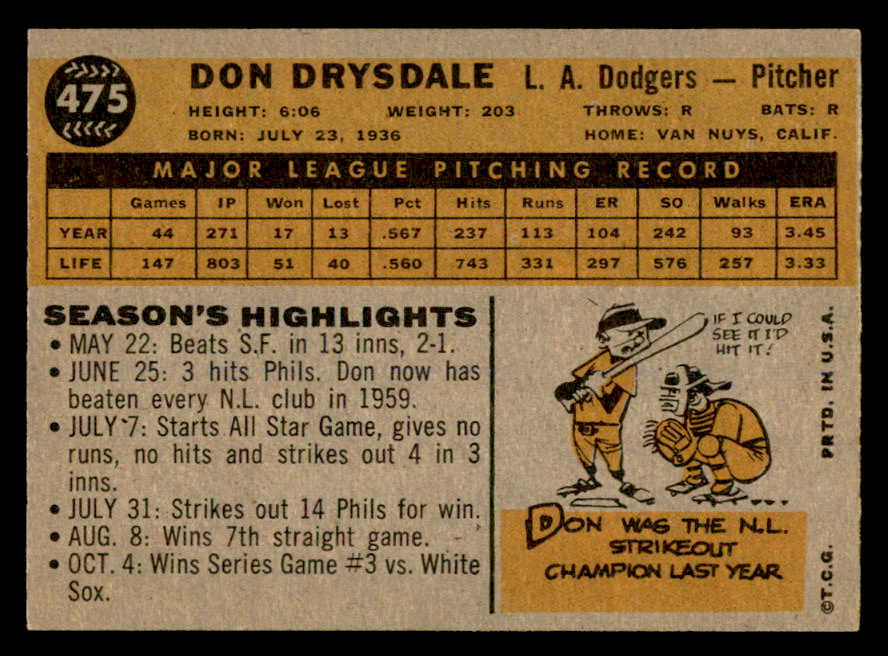 475
DON DRYSDALE L. A. Dodgers — Pitcher
HEIGHT: 6:06 WEIGHT: 203 THROWS: R BATS: R
BORN: JULY 23, 1936 HOME: VAN NUYS, CALIF.
MAJOR LEAGUE PITCHING RECORD
Games IP Won Lost Pct Hits Runs ER SO Walks ERA
YEAR 44 271 17 13 .567 237 113 104 242 93 3.45
LIFE 147 803 51 40 .560 743 331 297 576 257 3.33
SEASON'S HIGHLIGHTS
• MAY 22: Beats S.F. in 13 inns, 2-1.
• JUNE 25: 3 hits Phils. Don now has
beaten every N.L. club in 1959.
• JULY 7: Starts All Star Game, gives no
runs, no hits and strikes out 4 in 3
inns.
• JULY 31: Strikes out 14 Phils for win.
• AUG. 8: Wins 7th straight game.
• OCT. 4: Wins Series Game #3 vs. White
Sox.
IF I COULD
SEE IT I'D
HIT IT!
DON WAS THE N.L.
STRIKEOUT
CHAMPION LAST YEAR
©T.C.G. PRTD. IN U.S.A.